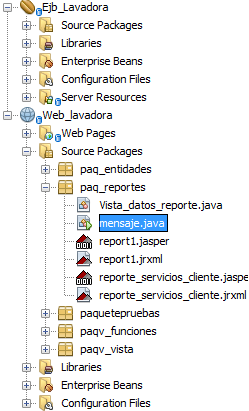 Ejb_Lavadora
Source Packages
Libraries
Enterprise Beans
Configuration Files
Server Resources
Web_lavadora
Web Pages
Source Packages
paq_entidades
paq_reportes
Vista_datos_reporte.java
mensaje.java
report1.jasper
report1.jrxml
reporte_servicios_cliente.jaspe
reporte_servicios_cliente.jrxml
paquetepruebas
paqv_funciones
paqv_vista
Libraries
Enterprise Beans
Configuration Files